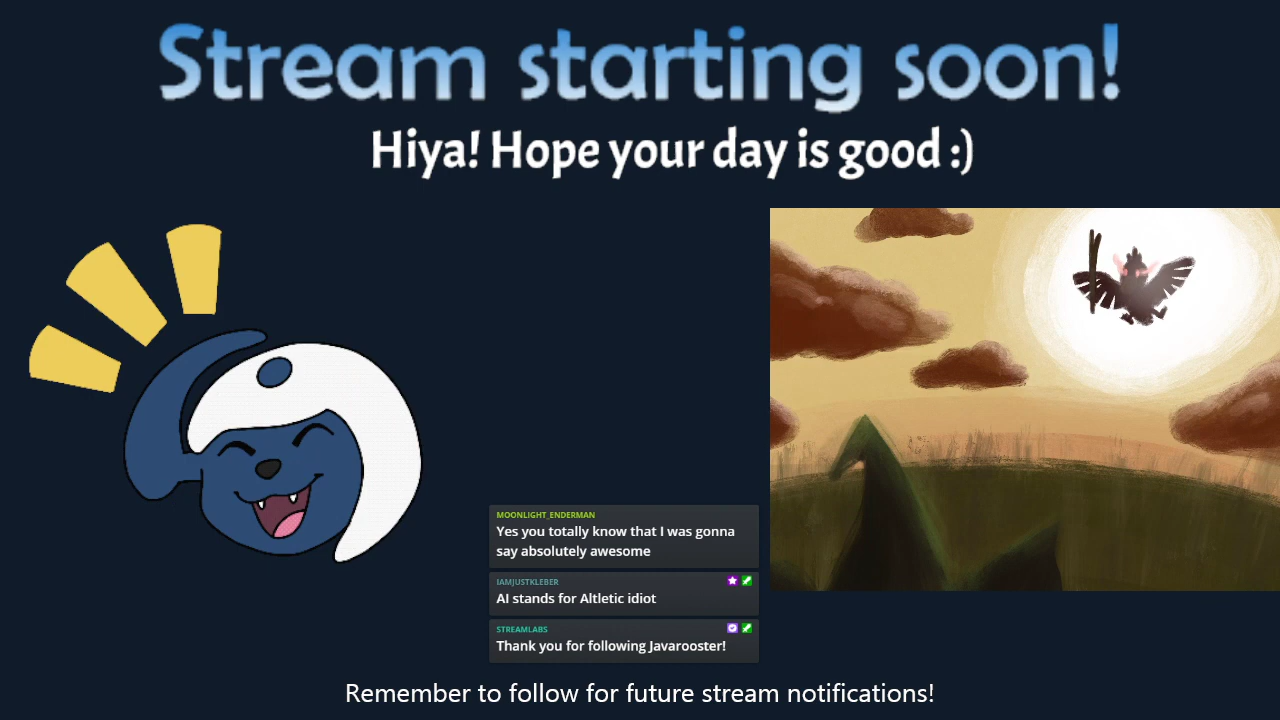 Stream starting soon!
Hiya! Hope your day is good :)
MOONLIGHT_ENDERMAN
Yes you totally know that I was gonna
say absolutely awesome
IAMJUSTKLEBER
AI stands for Altletic idiot
STREAMLABS
Thank you for following Javarooster!
Remember to follow for future stream notifications!